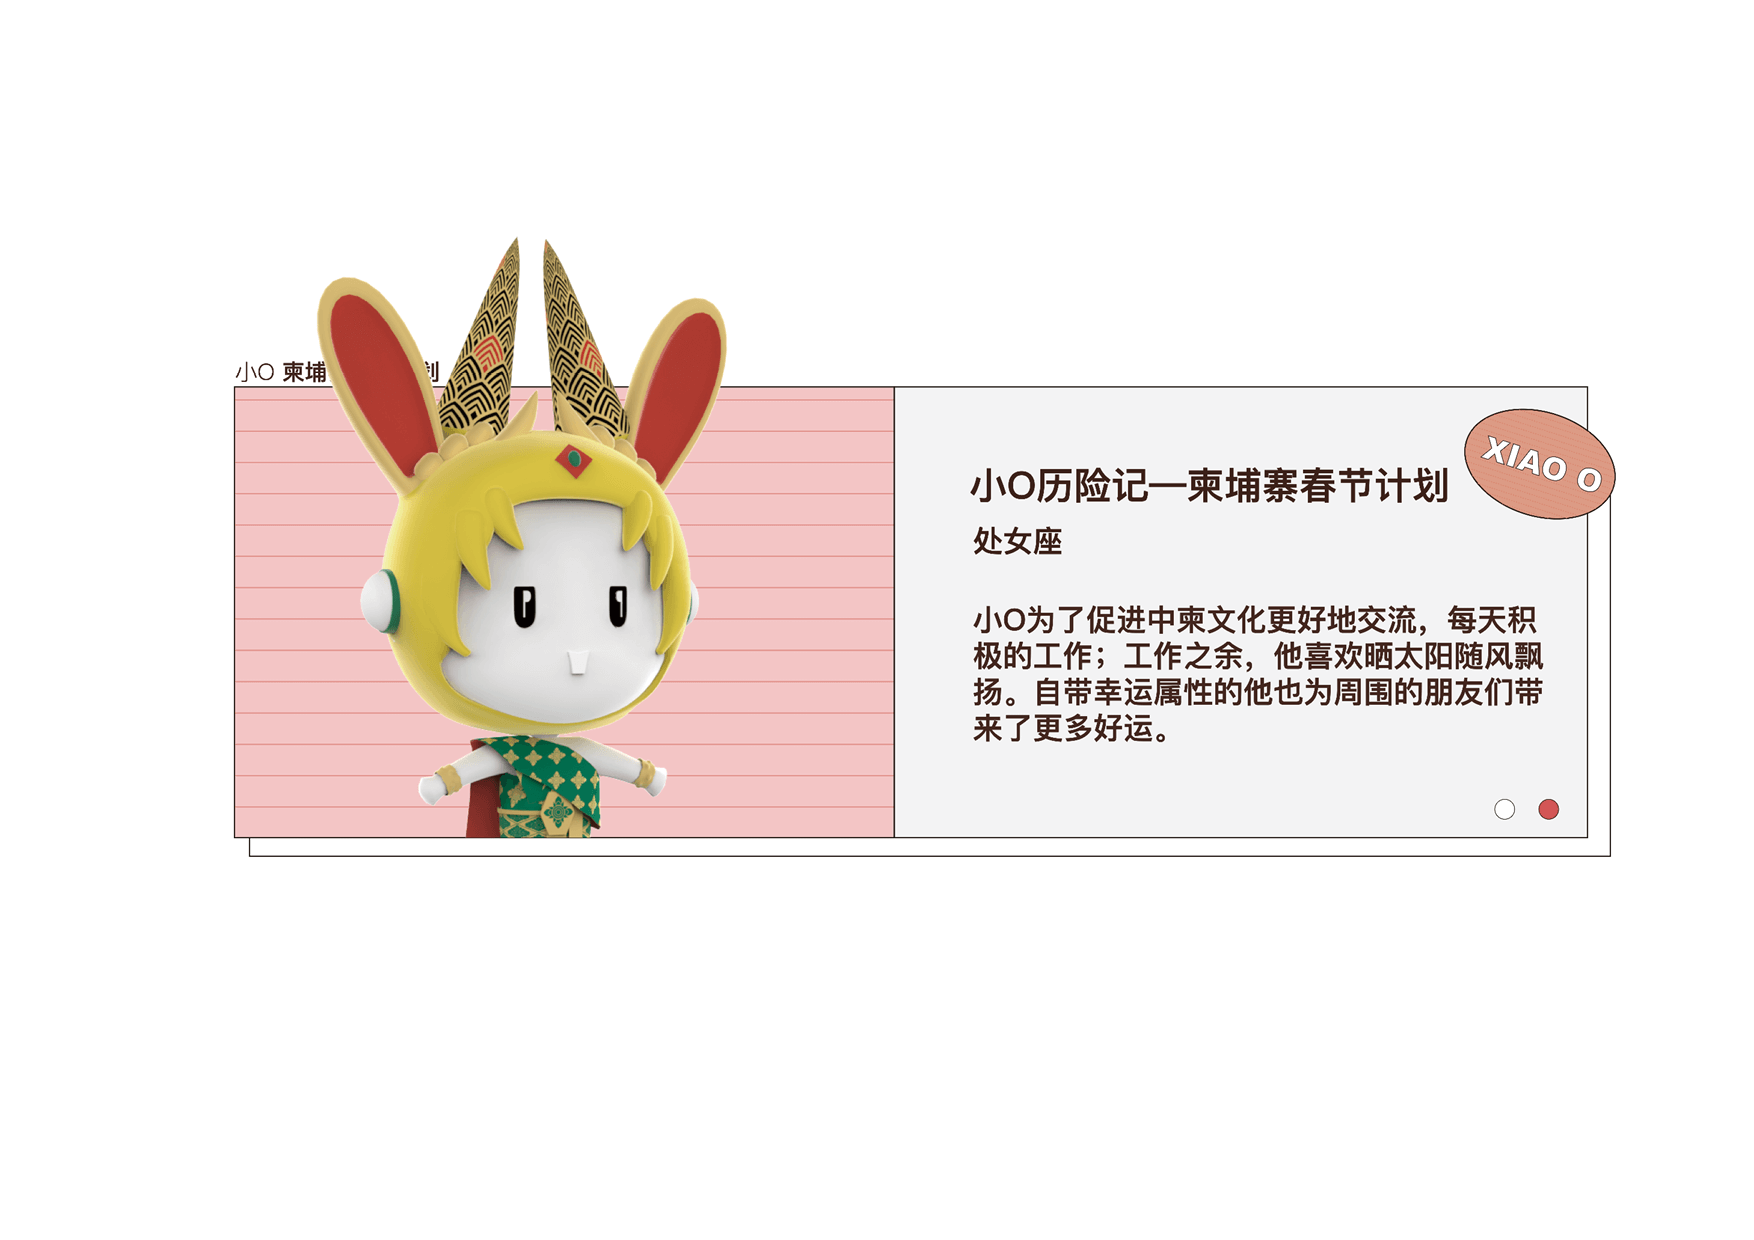 小O 柬埔
划
小O历险记—柬埔寨春节计划
XIAO O
处女座
小O为了促进中柬文化更好地交流，每天积
极的工作；工作之余，他喜欢晒太阳随风飘
扬。自带幸运属性的他也为周围的朋友们带
来了更多好运。